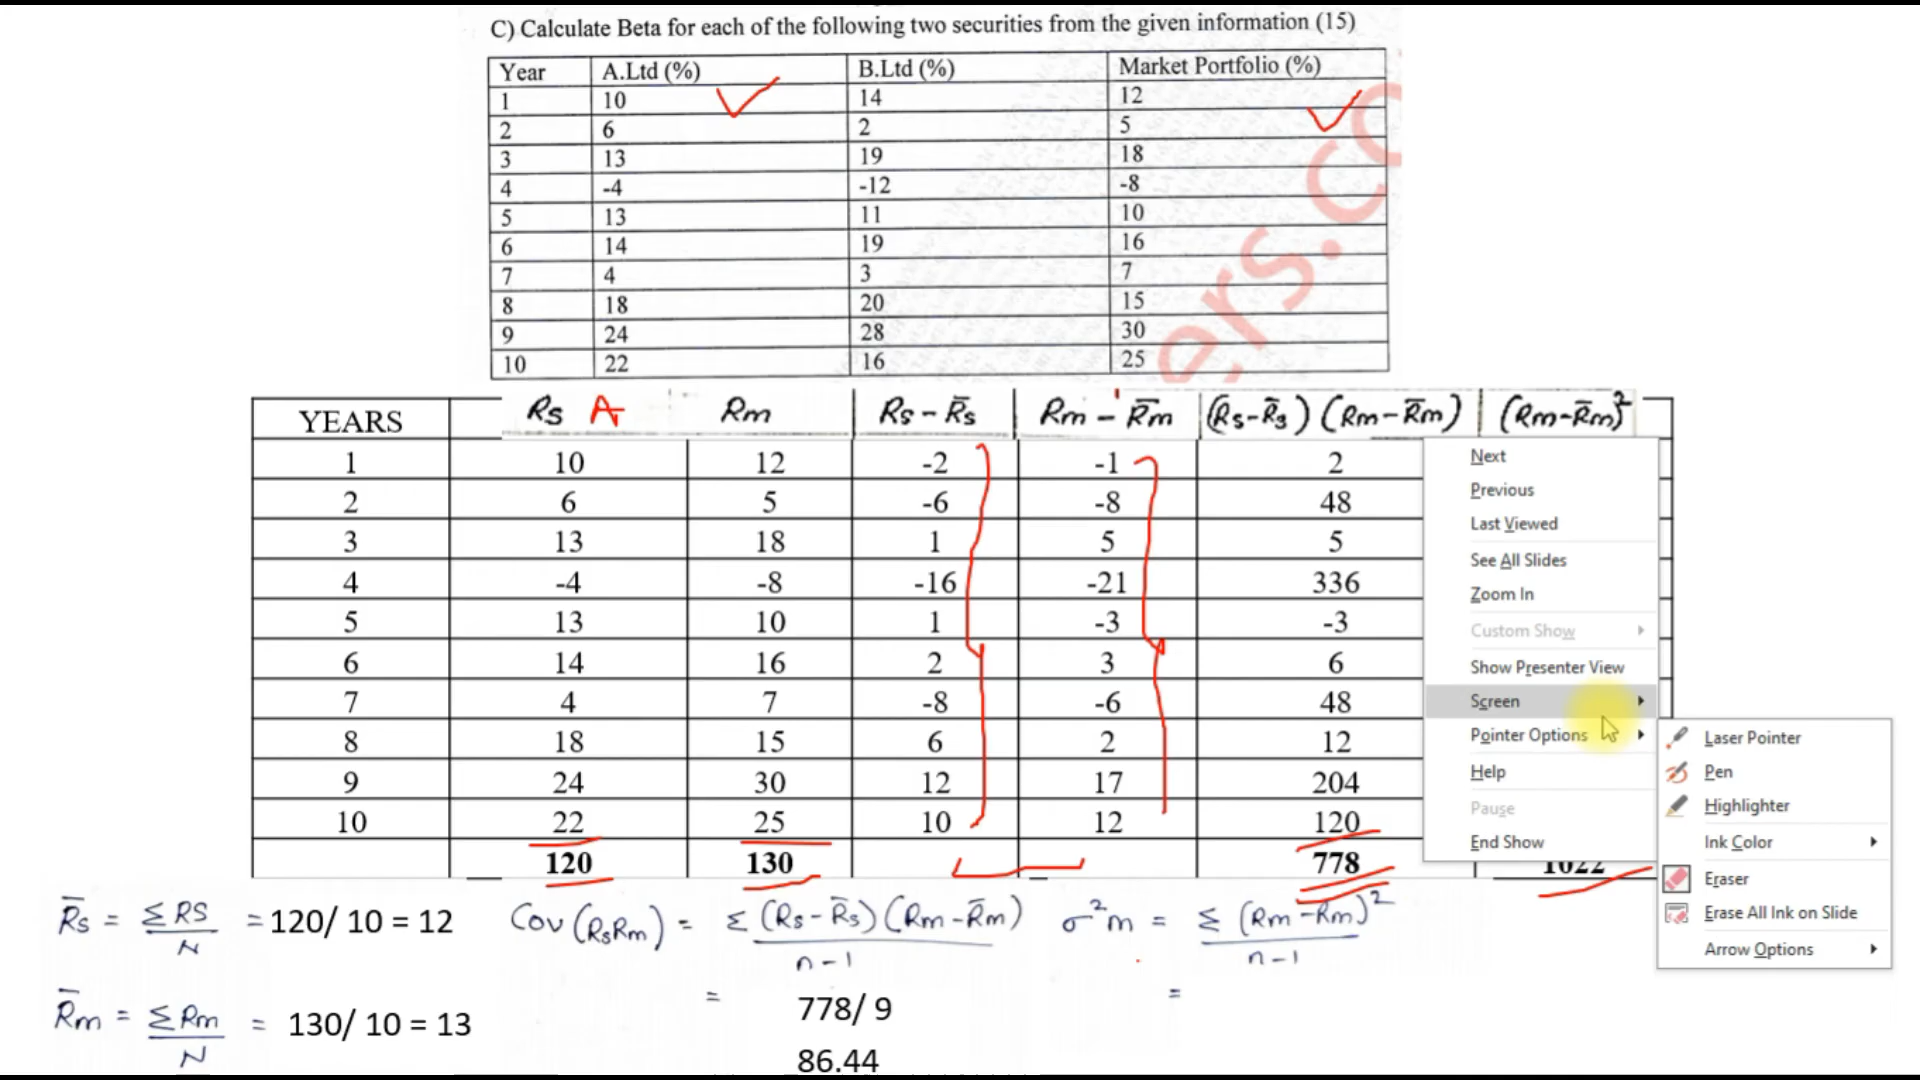 C) Calculate Beta for each of the following two securities from the given information (15)
Year A.Ltd (%) B.Ltd (%) Market Portfolio (%)
1 10 14 12
2 6 2 5
3 13 19 18
4 -4 -12 -8
5 13 11 10
6 14 19 16
7 4 3 7
8 18 20 15
9 24 28 30
10 22 16 25
ers.co
YEARS Rs A Rm Rs - R̄s Rm - R̄m (Rs-R̄s) (Rm-R̄m) (Rm-R̄m)²
1 10 12 -2 -1 2
2 6 5 -6 -8 48
3 13 18 1 5 5
4 -4 -8 -16 -21 336
5 13 10 1 -3 -3
6 14 16 2 3 6
7 4 7 -8 -6 48
8 18 15 6 2 12
9 24 30 12 17 204
10 22 25 10 12 120
120 130 778 1022
Next
Previous
Last Viewed
See All Slides
Zoom In
Custom Show
Show Presenter View
Screen
Pointer Options
Help
Pause
End Show
Laser Pointer
Pen
Highlighter
Ink Color
Eraser
Erase All Ink on Slide
Arrow Options
R̄s = ΣRS / N = 120/ 10 = 12
R̄m = ΣRm / N = 130/ 10 = 13
Cov (RsRm) = Σ (Rs-R̄s) (Rm-R̄m) / n-1
= 778/ 9
86.44
σ²m = Σ (Rm-R̄m)² / n-1
=